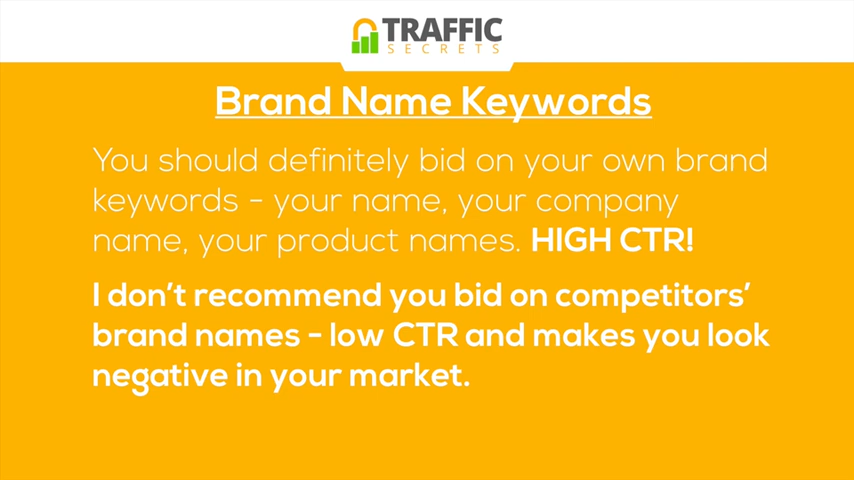 TRAFFIC
SECRETS
Brand Name Keywords
You should definitely bid on your own brand
keywords - your name, your company
name, your product names. HIGH CTR!
I don't recommend you bid on competitors'
brand names - low CTR and makes you look
negative in your market.